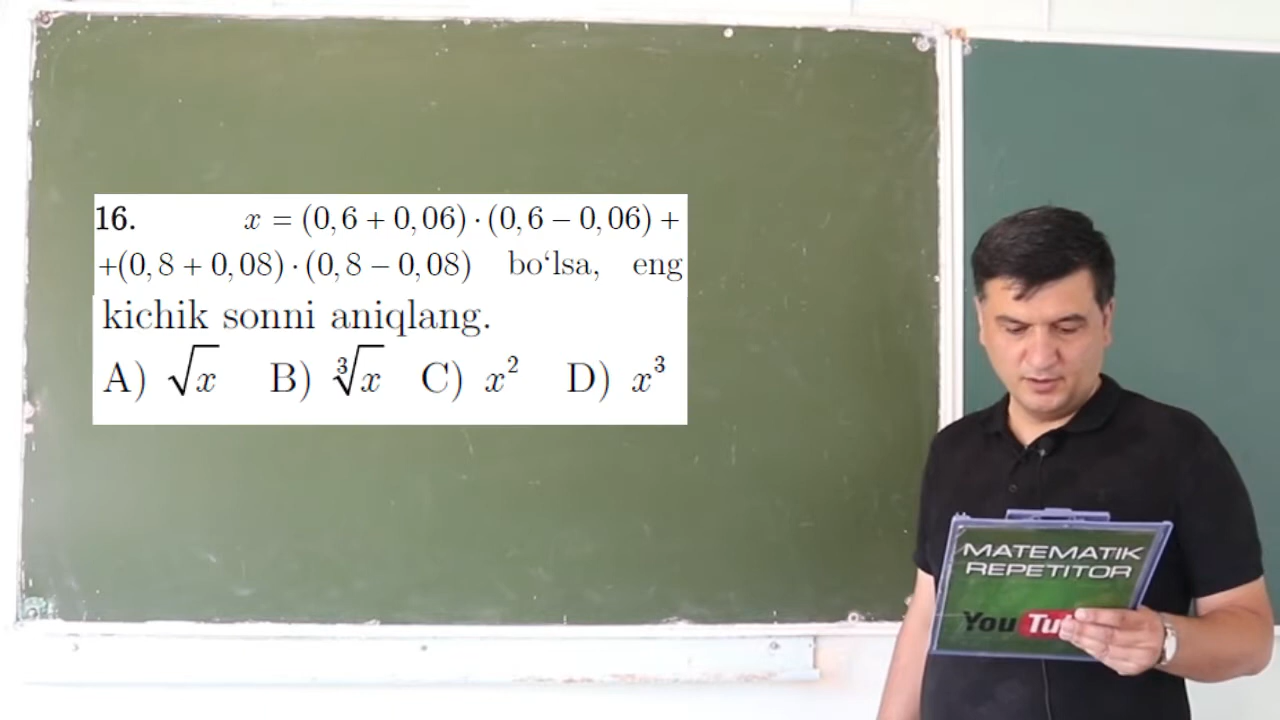 16. x = (0, 6 + 0, 06) · (0, 6 − 0, 06) +
+(0, 8 + 0, 08) · (0, 8 − 0, 08) bo‘lsa, eng
kichik sonni aniqlang.
A) √x B) ∛x C) x² D) x³
MATEMATIK
REPETITOR
You Tu